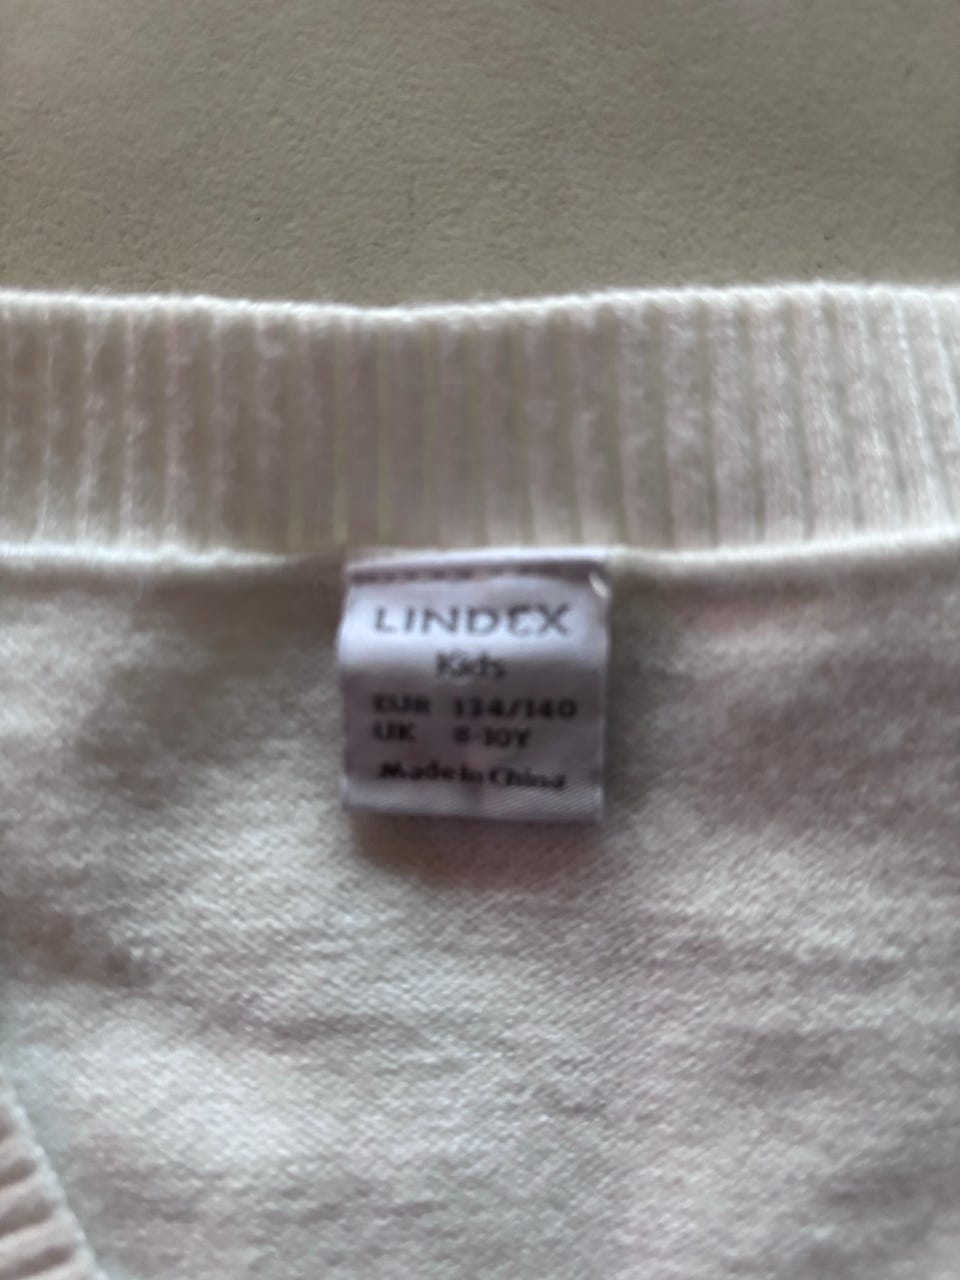 LINDEX
Kids
EUR 134/140
UK 8-10Y
Made in China